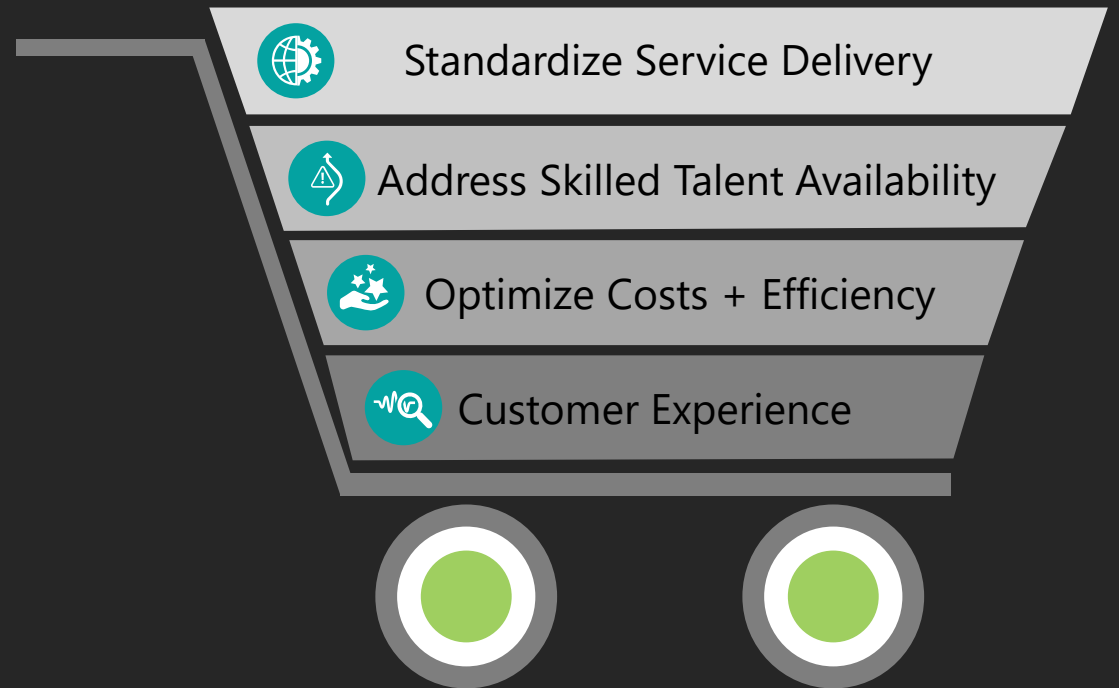 Standardize Service Delivery
Address Skilled Talent Availability
Optimize Costs + Efficiency
Customer Experience